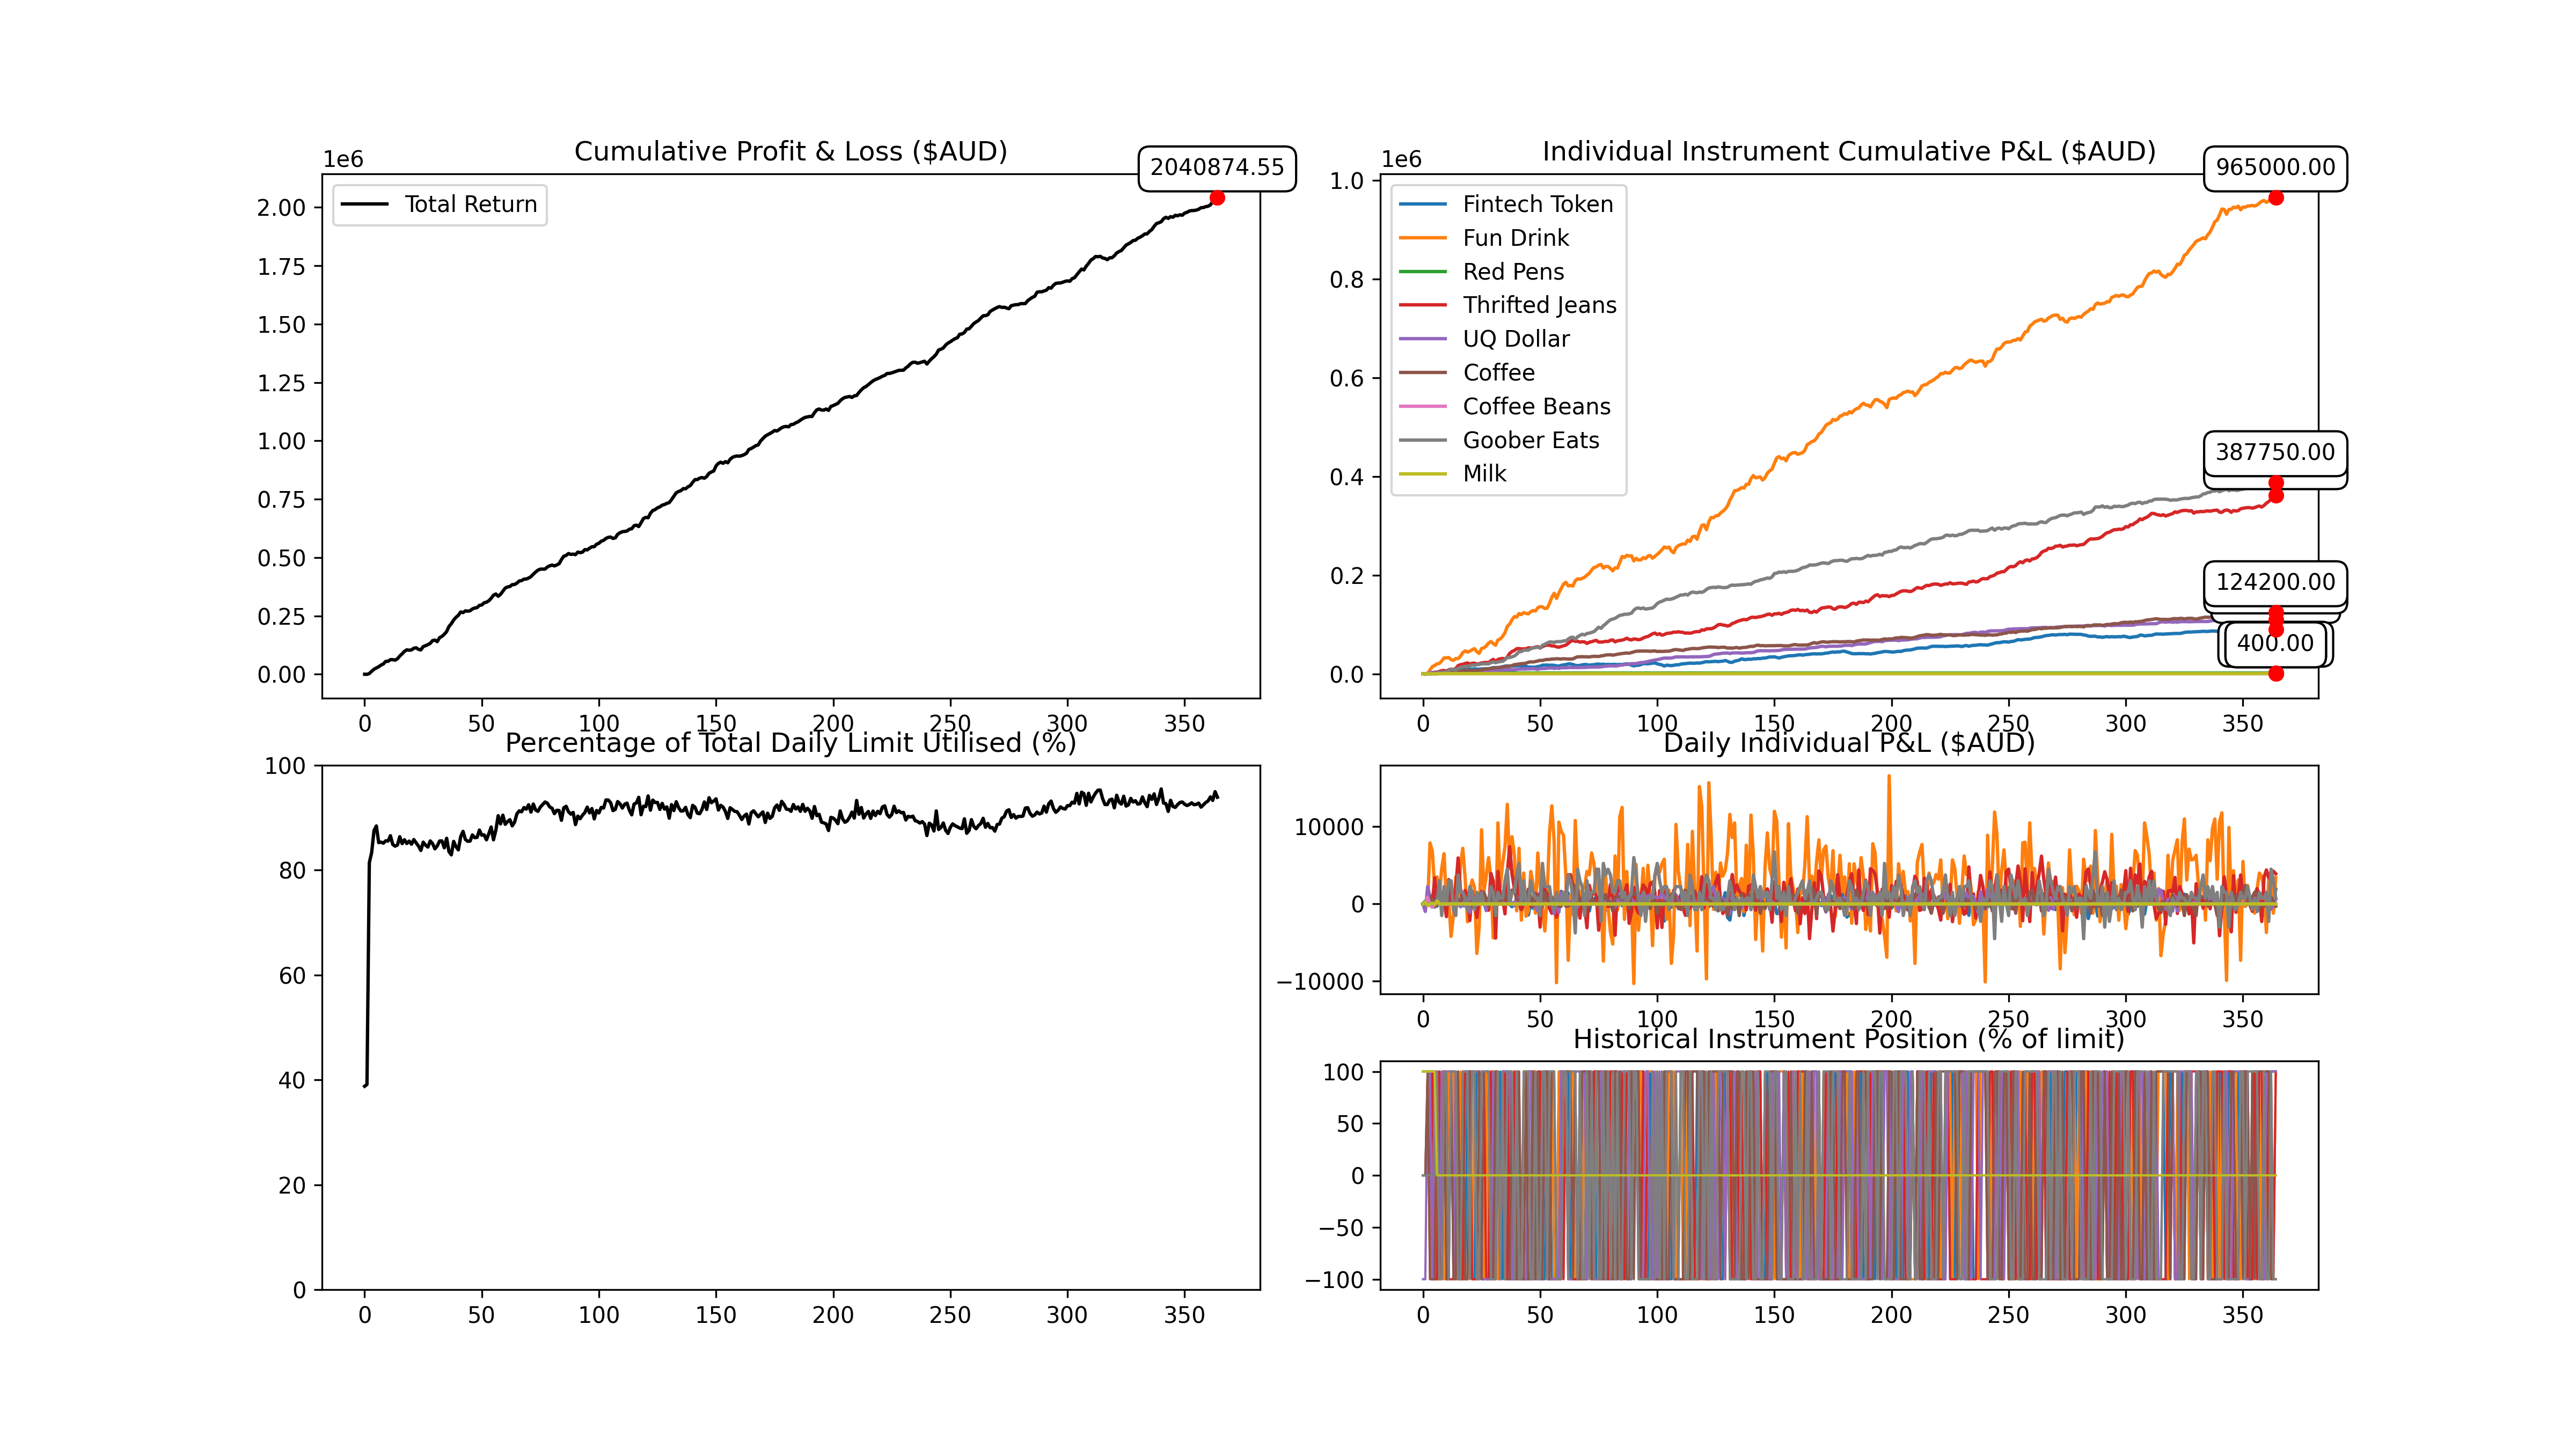 Cumulative Profit & Loss ($AUD)
1e6
2040874.55
Total Return
2.00
1.75
1.50
1.25
1.00
0.75
0.50
0.25
0.00
0 50 100 150 200 250 300 350
Individual Instrument Cumulative P&L ($AUD)
1e6
965000.00
Fintech Token
Fun Drink
Red Pens
Thrifted Jeans
UQ Dollar
Coffee
Coffee Beans
Goober Eats
Milk
387750.00
124200.00
400.00
1.0
0.8
0.6
0.4
0.2
0.0
0 50 100 150 200 250 300 350
Percentage of Total Daily Limit Utilised (%)
100
80
60
40
20
0
0 50 100 150 200 250 300 350
Daily Individual P&L ($AUD)
10000
0
−10000
0 50 100 150 200 250 300 350
Historical Instrument Position (% of limit)
100
50
0
−50
−100
0 50 100 150 200 250 300 350